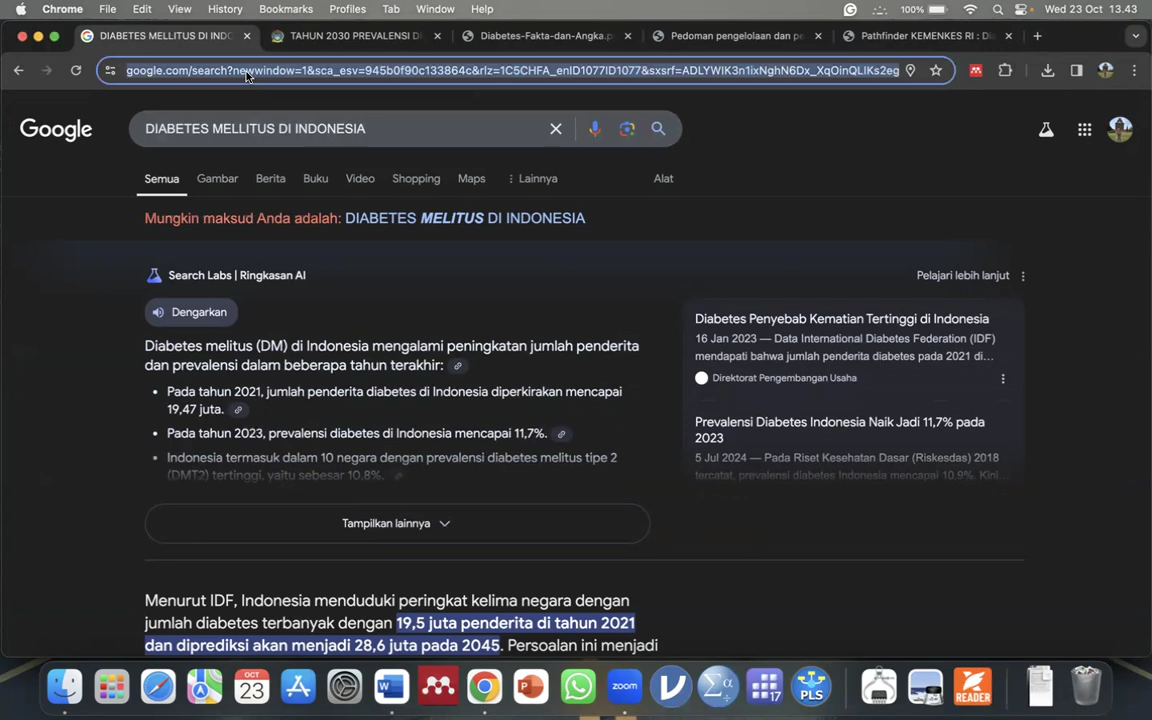 Chrome File Edit View History Bookmarks Profiles Tab Window Help 100% Wed 23 Oct 13.43
DIABETES MELLITUS DI INDO
TAHUN 2030 PREVALENSI D
Diabetes-Fakta-dan-Angka.p
Pedoman pengelolaan dan pe
Pathfinder KEMENKES RI : Di
google.com/search?newwindow=1&sca_esv=945b0f90c133864c&rlz=1C5CHFA_enID1077ID1077&sxsrf=ADLYWIK3n1ixNghN6Dx_XqOinQLIKs2eg
Google
DIABETES MELLITUS DI INDONESIA
Semua Gambar Berita Buku Video Shopping Maps Lainnya Alat
Mungkin maksud Anda adalah: DIABETES MELITUS DI INDONESIA
Search Labs | Ringkasan AI
Pelajari lebih lanjut
Dengarkan
Diabetes melitus (DM) di Indonesia mengalami peningkatan jumlah penderita
dan prevalensi dalam beberapa tahun terakhir:
• Pada tahun 2021, jumlah penderita diabetes di Indonesia diperkirakan mencapai
19,47 juta.
• Pada tahun 2023, prevalensi diabetes di Indonesia mencapai 11,7%.
• Indonesia termasuk dalam 10 negara dengan prevalensi diabetes melitus tipe 2
(DMT2) tertinggi, yaitu sebesar 10,8%.
Tampilkan lainnya
Diabetes Penyebab Kematian Tertinggi di Indonesia
16 Jan 2023 — Data International Diabetes Federation (IDF)
mendapati bahwa jumlah penderita diabetes pada 2021 di...
Direktorat Pengembangan Usaha
Prevalensi Diabetes Indonesia Naik Jadi 11,7% pada
2023
5 Jul 2024 — Pada Riset Kesehatan Dasar (Riskesdas) 2018
tercatat, prevalensi diabetes Indonesia mencapai 10,9%. Kini...
Menurut IDF, Indonesia menduduki peringkat kelima negara dengan
jumlah diabetes terbanyak dengan 19,5 juta penderita di tahun 2021
dan diprediksi akan menjadi 28,6 juta pada 2045. Persoalan ini menjadi
OCT
23
W
P
zoom
V
Σα
17
PLS
READER